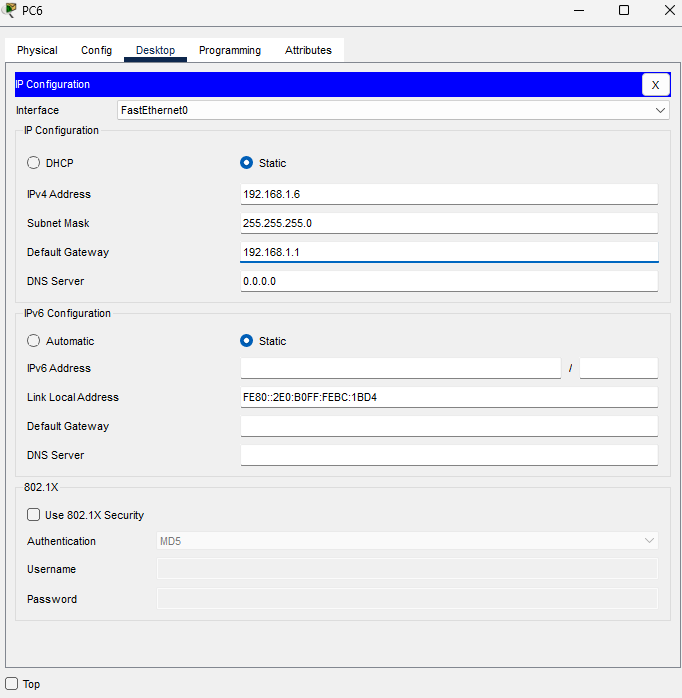 PC6
Physical Config Desktop Programming Attributes
IP Configuration X
Interface FastEthernet0
IP Configuration
DHCP Static
IPv4 Address 192.168.1.6
Subnet Mask 255.255.255.0
Default Gateway 192.168.1.1
DNS Server 0.0.0.0
IPv6 Configuration
Automatic Static
IPv6 Address /
Link Local Address FE80::2E0:B0FF:FEBC:1BD4
Default Gateway
DNS Server
802.1X
Use 802.1X Security
Authentication MD5
Username
Password
Top